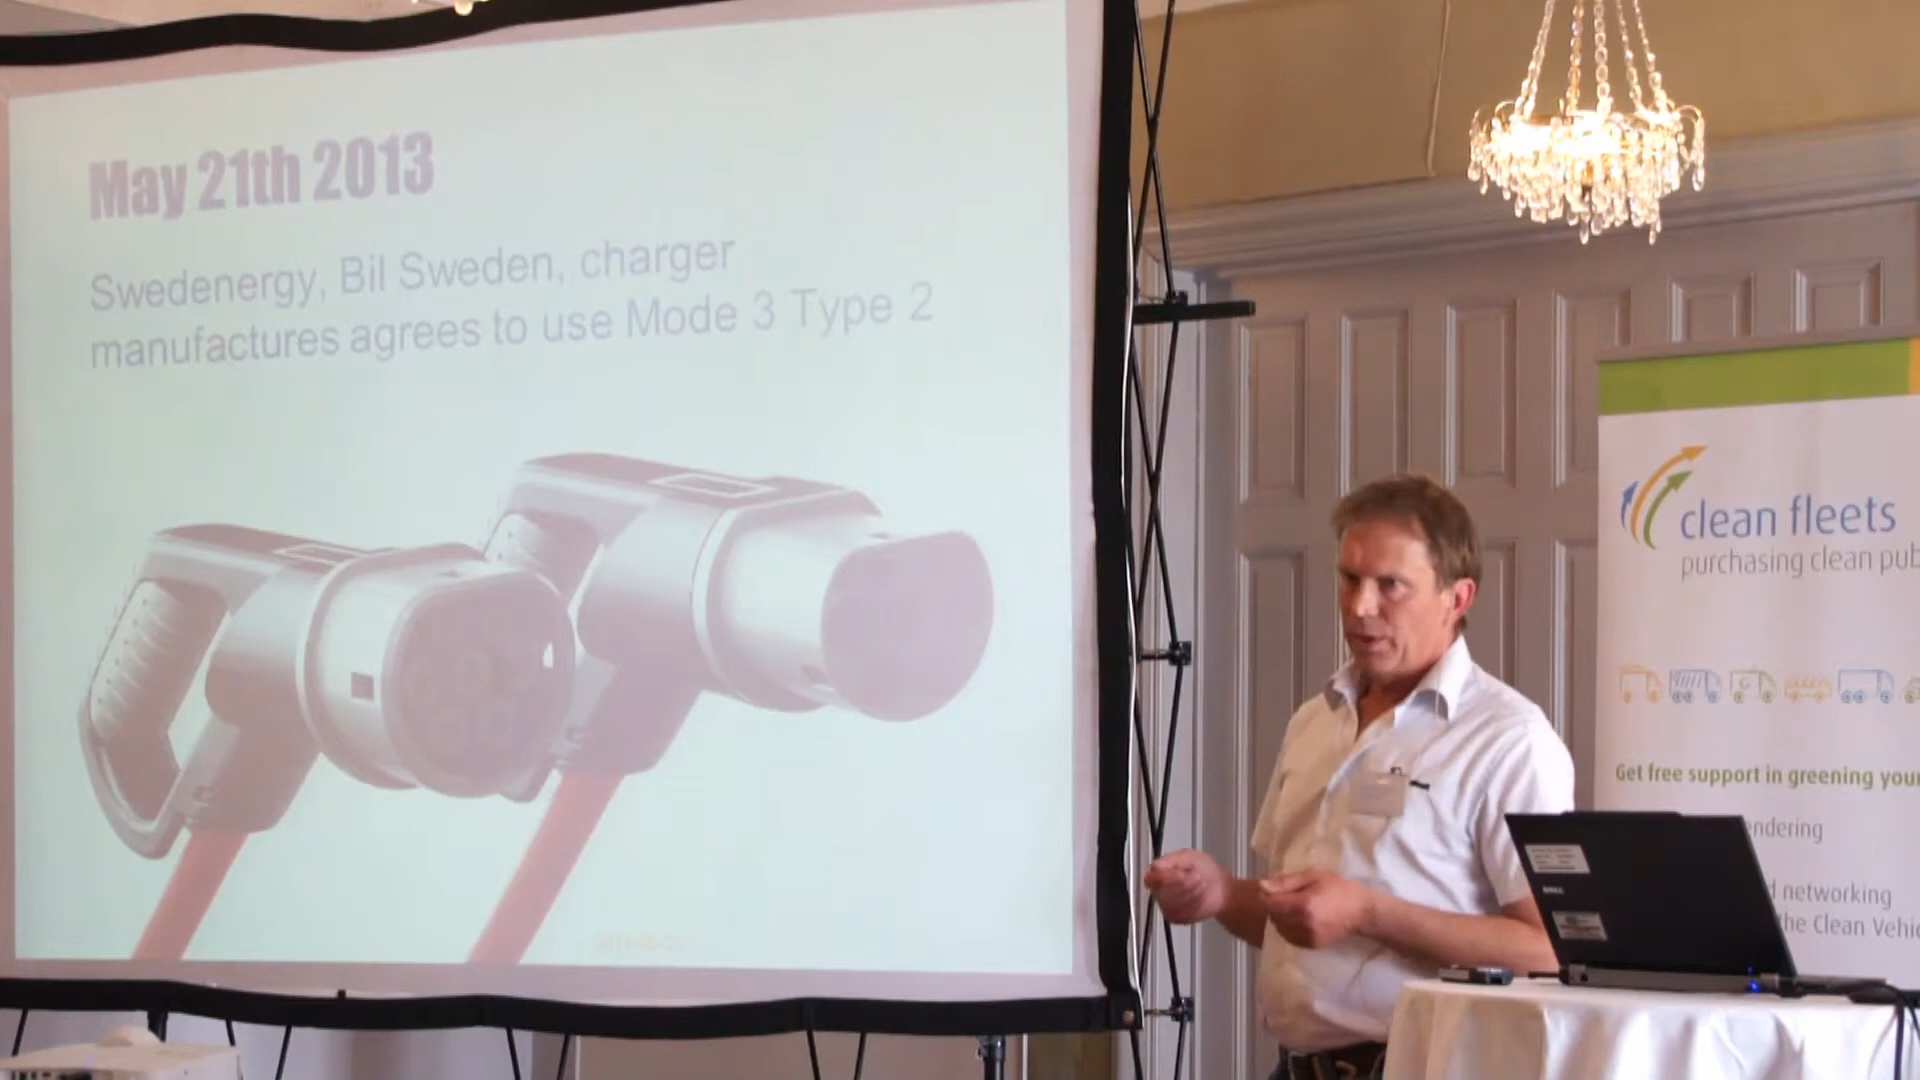 May 21th 2013
Swedenergy, Bil Sweden, charger
manufactures agrees to use Mode 3 Type 2
clean fleets
purchasing clean pub
Get free support in greening your
endering
d networking
the Clean Vehic
DELL